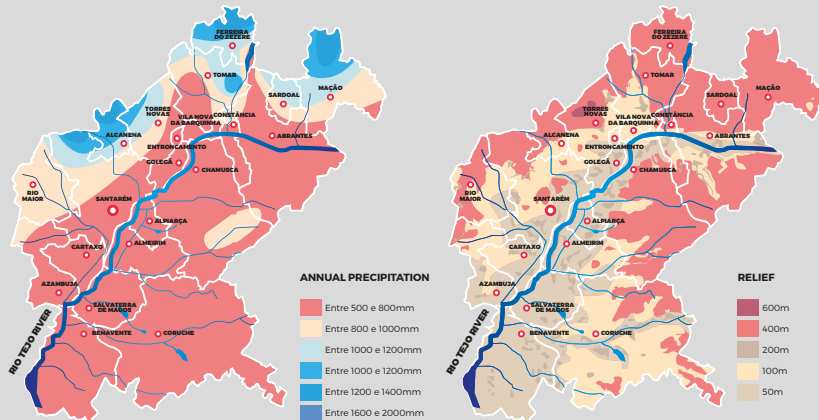 FERREIRA
DO ZÊZERE
TOMAR
MAÇÃO
SARDOAL
TORRES
NOVAS
VILA NOVA
DA BARQUINHA
CONSTÂNCIA
ALCANENA
ABRANTES
ENTRONCAMENTO
GOLEGÃ
CHAMUSCA
RIO
MAIOR
SANTARÉM
ALPIARÇA
CARTAXO
ALMEIRIM
AZAMBUJA
SALVATERRA
DE MAGOS
BENAVENTE
CORUCHE
RIO TEJO RIVER
ANNUAL PRECIPITATION
Entre 500 e 800mm
Entre 800 e 1000mm
Entre 1000 e 1200mm
Entre 1000 e 1200mm
Entre 1200 e 1400mm
Entre 1600 e 2000mm
FERREIRA
DO ZÊZERE
TOMAR
MAÇÃO
SARDOAL
TORRES
NOVAS
VILA NOVA
DA BARQUINHA
CONSTÂNCIA
ALCANENA
ABRANTES
ENTRONCAMENTO
GOLEGÃ
CHAMUSCA
RIO
MAIOR
SANTARÉM
ALPIARÇA
CARTAXO
ALMEIRIM
AZAMBUJA
SALVATERRA
DE MAGOS
BENAVENTE
CORUCHE
RIO TEJO RIVER
RELIEF
600m
400m
200m
100m
50m